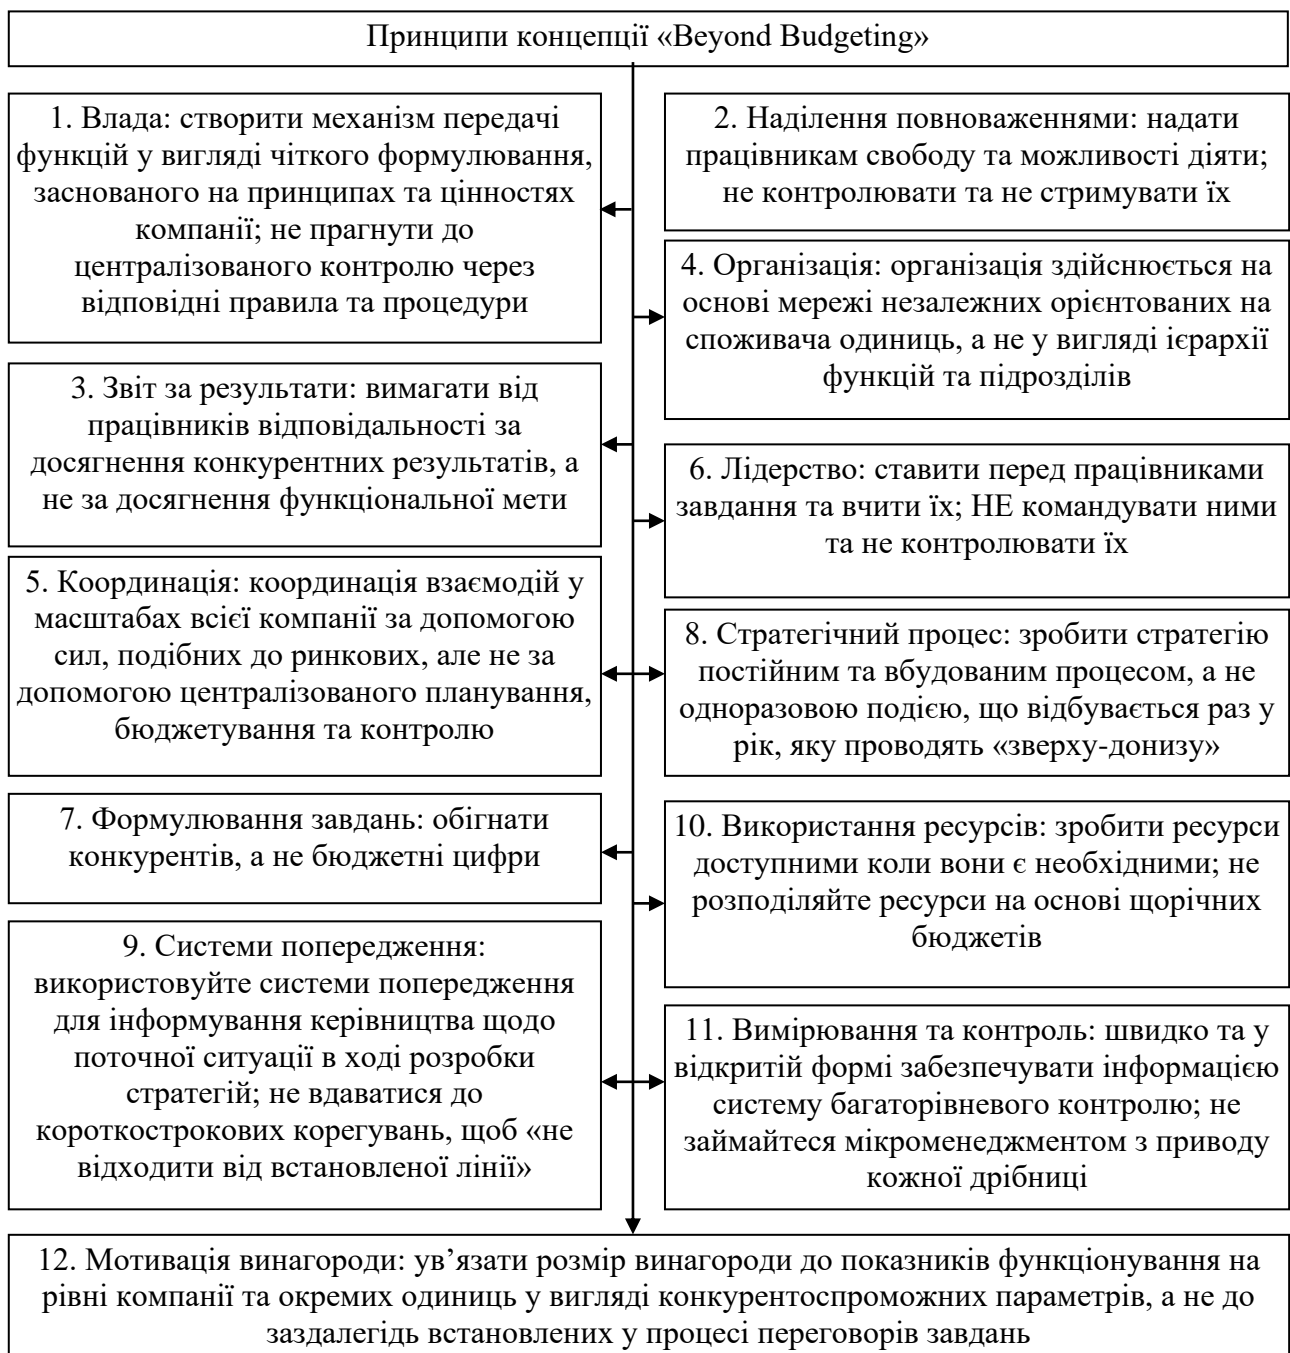 Принципи концепції «Beyond Budgeting»
1. Влада: створити механізм передачі
функцій у вигляді чіткого формулювання,
заснованого на принципах та цінностях
компанії; не прагнути до
централізованого контролю через
відповідні правила та процедури
2. Наділення повноваженнями: надати
працівникам свободу та можливості діяти;
не контролювати та не стримувати їх
3. Звіт за результати: вимагати від
працівників відповідальності за
досягнення конкурентних результатів, а
не за досягнення функціональної мети
4. Організація: організація здійснюється на
основі мережі незалежних орієнтованих на
споживача одиниць, а не у вигляді ієрархії
функцій та підрозділів
5. Координація: координація взаємодій у
масштабах всієї компанії за допомогою
сил, подібних до ринкових, але не за
допомогою централізованого планування,
бюджетування та контролю
6. Лідерство: ставити перед працівниками
завдання та вчити їх; НЕ командувати ними
та не контролювати їх
7. Формулювання завдань: обігнати
конкурентів, а не бюджетні цифри
8. Стратегічний процес: зробити стратегію
постійним та вбудованим процесом, а не
одноразовою подією, що відбувається раз у
рік, яку проводять «зверху-донизу»
9. Системи попередження:
використовуйте системи попередження
для інформування керівництва щодо
поточної ситуації в ході розробки
стратегій; не вдаватися до
короткострокових корегувань, щоб «не
відходити від встановленої лінії»
10. Використання ресурсів: зробити ресурси
доступними коли вони є необхідними; не
розподіляйте ресурси на основі щорічних
бюджетів
11. Вимірювання та контроль: швидко та у
відкритій формі забезпечувати інформацією
систему багаторівневого контролю; не
займайтеся мікроменеджментом з приводу
кожної дрібниці
12. Мотивація винагороди: ув’язати розмір винагороди до показників функціонування на
рівні компанії та окремих одиниць у вигляді конкурентоспроможних параметрів, а не до
заздалегідь встановлених у процесі переговорів завдань